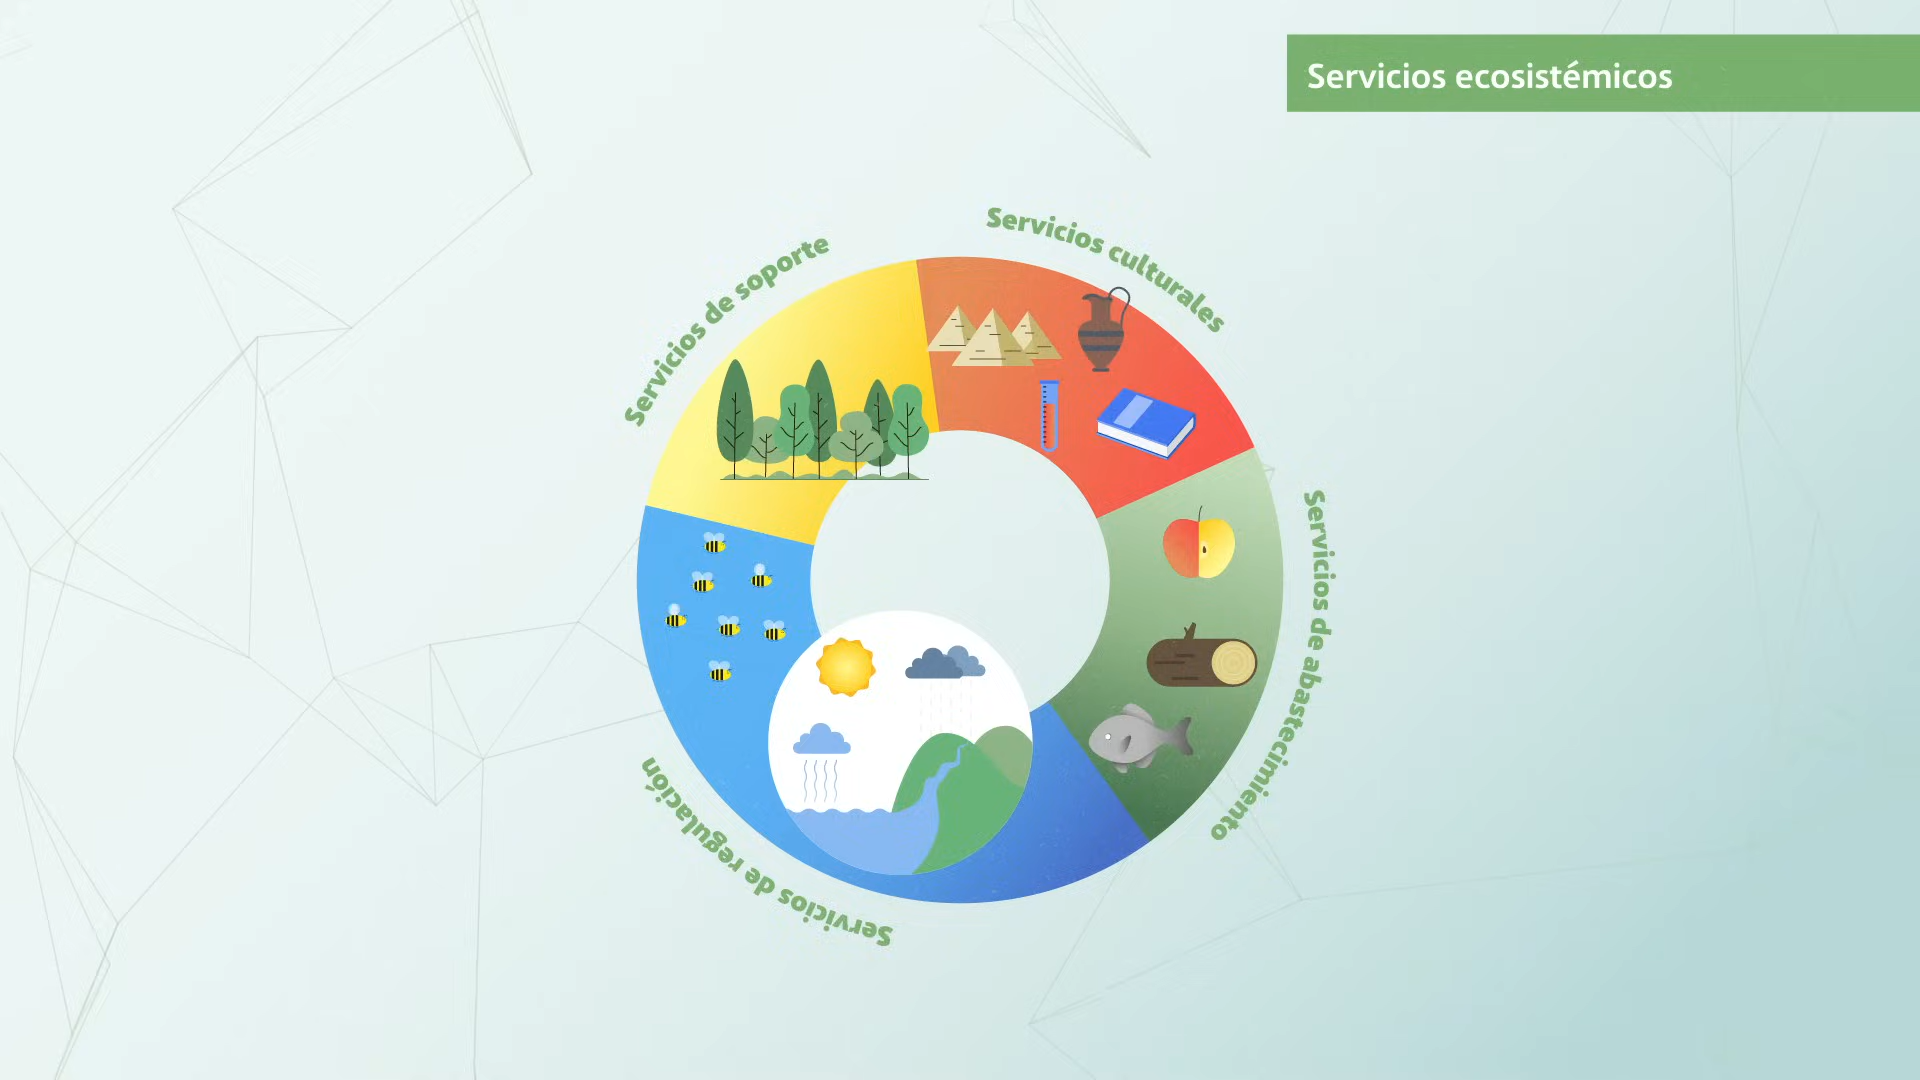 Servicios ecosistémicos
Servicios culturales
Servicios de soporte
Servicios de abastecimiento
Servicios de regulación